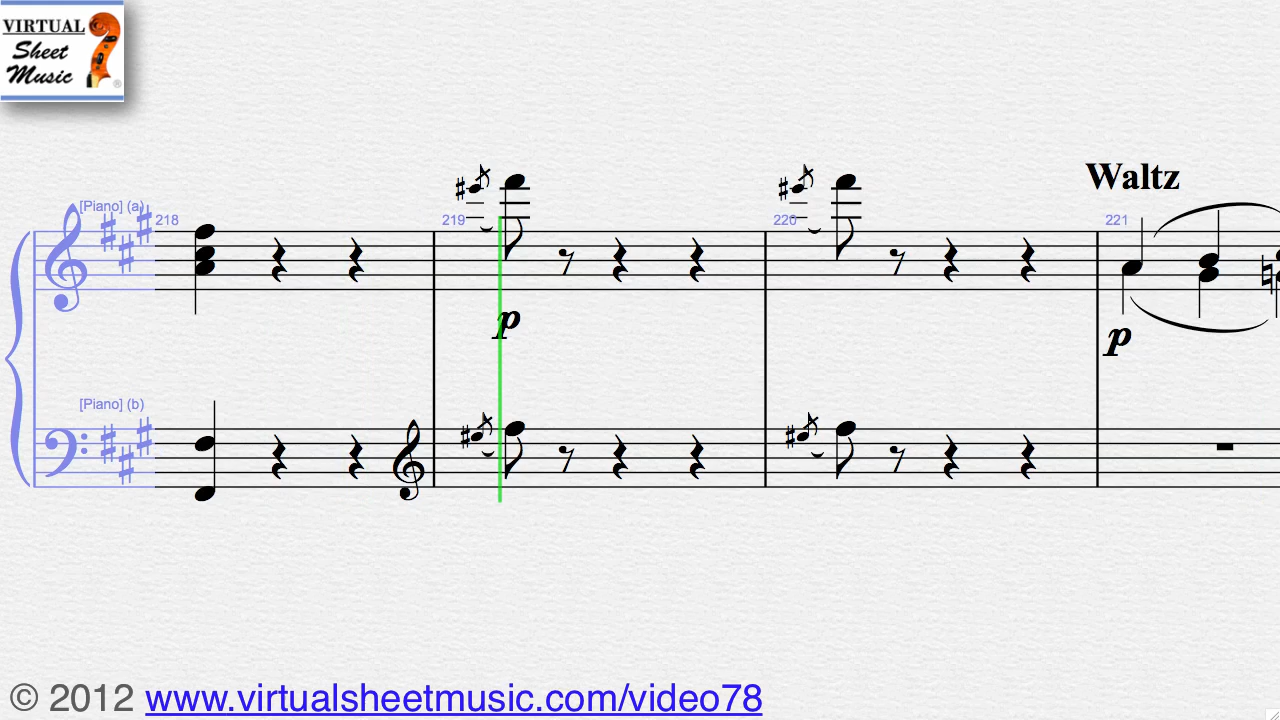 VIRTUAL
Sheet
Music
®
Waltz
[Piano] (a)
218
219
220
221
p
p
[Piano] (b)
© 2012 www.virtualsheetmusic.com/video78